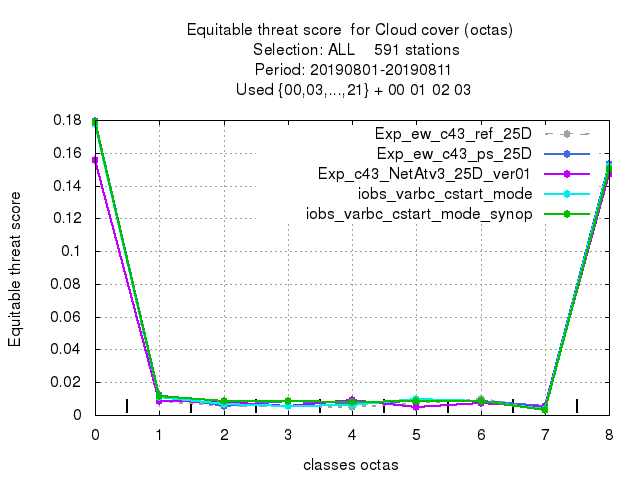 Equitable threat score  for Cloud cover (octas)
Selection: ALL    591 stations
Period: 20190801-20190811
Used {00,03,...,21} + 00 01 02 03
Equitable threat score
0.18
0.16
0.14
0.12
0.1
0.08
0.06
0.04
0.02
0
Exp_ew_c43_ref_25D
Exp_ew_c43_ps_25D
Exp_c43_NetAtv3_25D_ver01
iobs_varbc_cstart_mode
iobs_varbc_cstart_mode_synop
0 1 2 3 4 5 6 7 8
classes octas